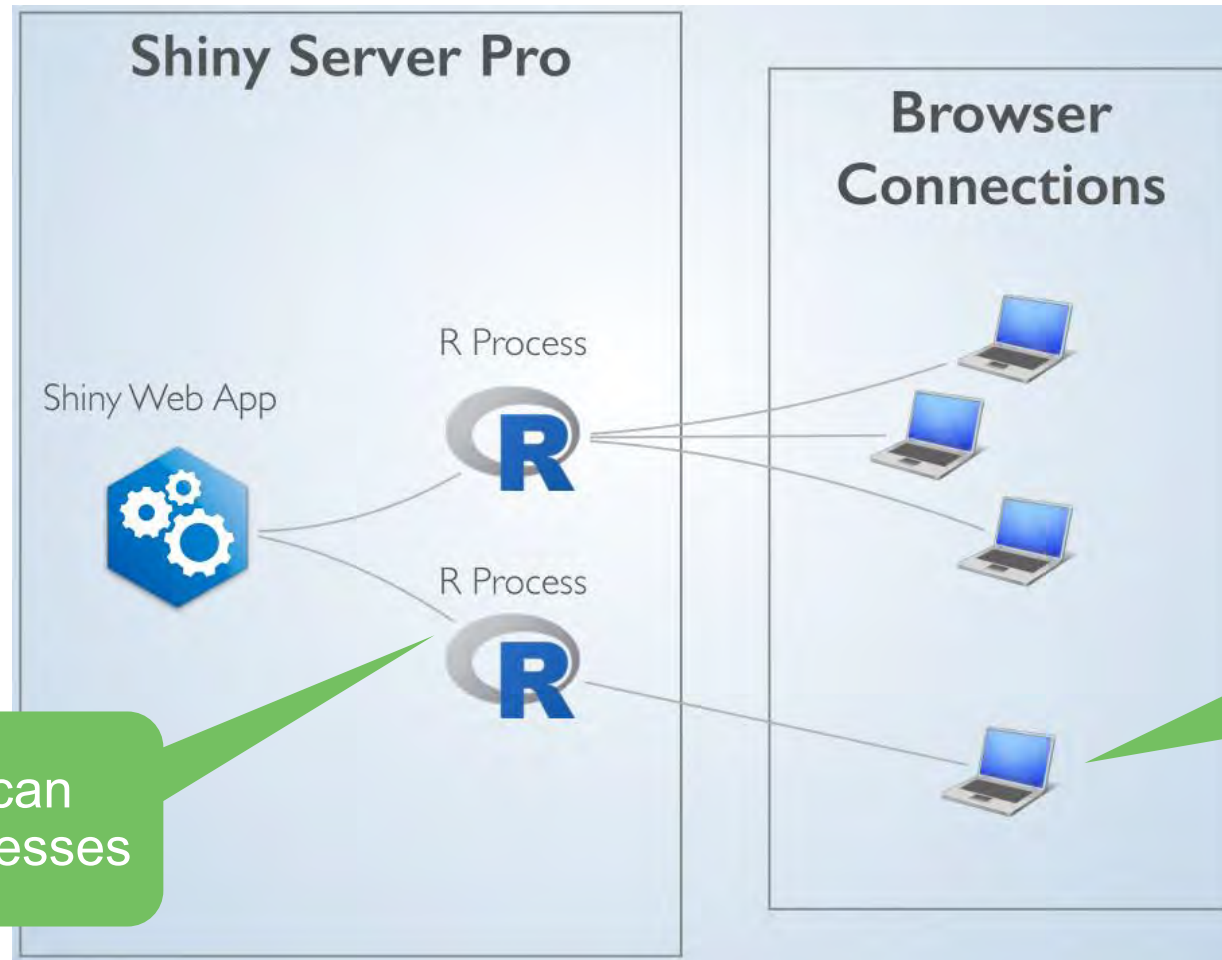 Shiny Server Pro
Browser
Connections
R Process
Shiny Web App
R
R Process
R
can
esses